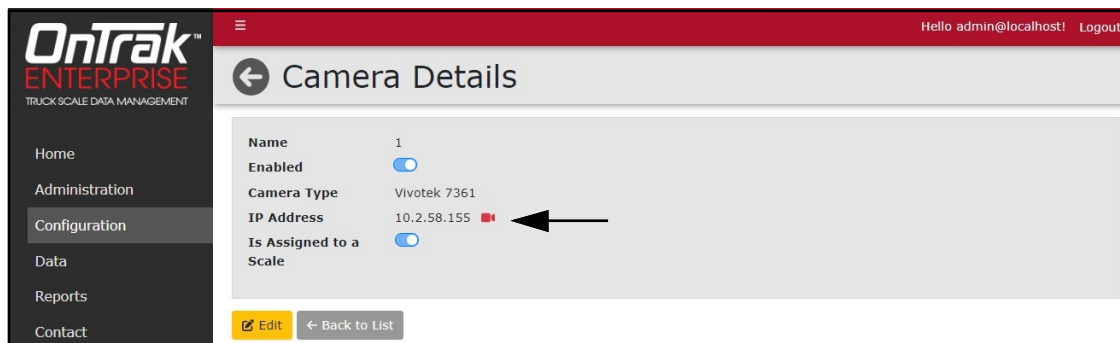 OnTrak™
ENTERPRISE
TRUCK SCALE DATA MANAGEMENT
Home
Administration
Configuration
Data
Reports
Contact
Hello admin@localhost! Logout
Camera Details
Name 1
Enabled
Camera Type Vivotek 7361
IP Address 10.2.58.155
Is Assigned to a
Scale
Edit
← Back to List